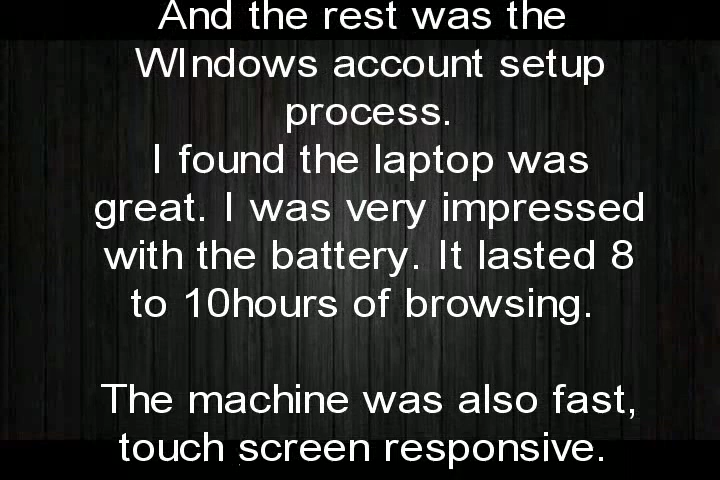 And the rest was the
WIndows account setup
process.
I found the laptop was
great. I was very impressed
with the battery. It lasted 8
to 10hours of browsing.
The machine was also fast,
touch screen responsive.